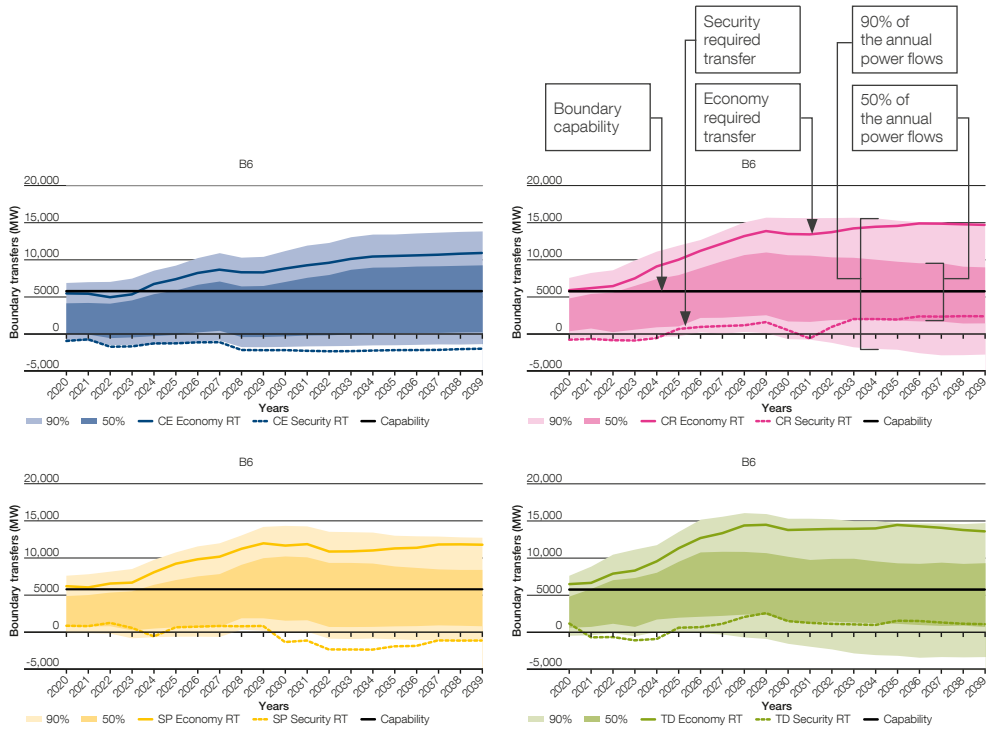 Security
required
transfer
90% of
the annual
power flows
Boundary
capability
Economy
required
transfer
50% of
the annual
power flows
B6
Boundary transfers (MW)
20,000
15,000
10,000
5000
0
-5,000
2020 2021 2022 2023 2024 2025 2026 2027 2028 2029 2030 2031 2032 2033 2034 2035 2036 2037 2038 2039
Years
90% 50% CE Economy RT CE Security RT Capability
B6
Boundary transfers (MW)
20,000
15,000
10,000
5000
0
-5,000
2020 2021 2022 2023 2024 2025 2026 2027 2028 2029 2030 2031 2032 2033 2034 2035 2036 2037 2038 2039
Years
90% 50% CR Economy RT CR Security RT Capability
B6
Boundary transfers (MW)
20,000
15,000
10,000
5000
0
-5,000
2020 2021 2022 2023 2024 2025 2026 2027 2028 2029 2030 2031 2032 2033 2034 2035 2036 2037 2038 2039
Years
90% 50% SP Economy RT SP Security RT Capability
B6
Boundary transfers (MW)
20,000
15,000
10,000
5000
0
-5,000
2020 2021 2022 2023 2024 2025 2026 2027 2028 2029 2030 2031 2032 2033 2034 2035 2036 2037 2038 2039
Years
90% 50% TD Economy RT TD Security RT Capability